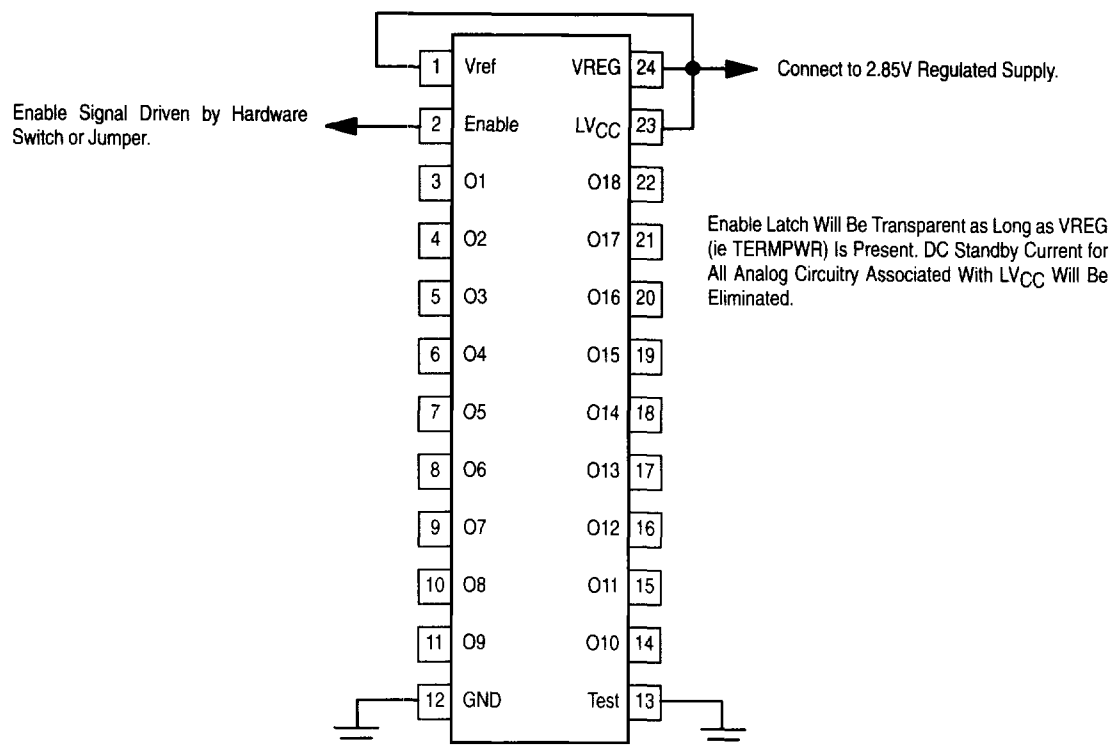 1 Vref VREG 24 Connect to 2.85V Regulated Supply.
Enable Signal Driven by Hardware
Switch or Jumper.
2 Enable LVCC 23
3 O1 O18 22
4 O2 O17 21
Enable Latch Will Be Transparent as Long as VREG
(ie TERMPWR) Is Present. DC Standby Current for
All Analog Circuitry Associated With LVCC Will Be
Eliminated.
5 O3 O16 20
6 O4 O15 19
7 O5 O14 18
8 O6 O13 17
9 O7 O12 16
10 O8 O11 15
11 O9 O10 14
12 GND Test 13